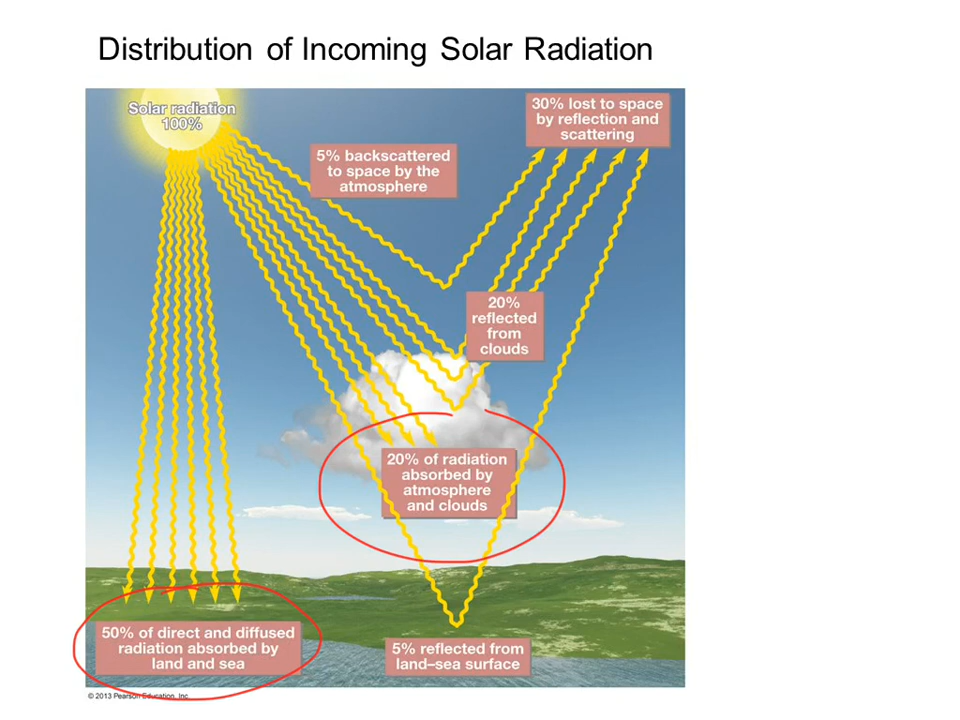 Distribution of Incoming Solar Radiation
Solar radiation
100%
30% lost to space
by reflection and
scattering
5% backscattered
to space by the
atmosphere
20%
reflected
from
clouds
20% of radiation
absorbed by
atmosphere
and clouds
50% of direct and diffused
radiation absorbed by
land and sea
5% reflected from
land–sea surface
© 2013 Pearson Education, Inc.